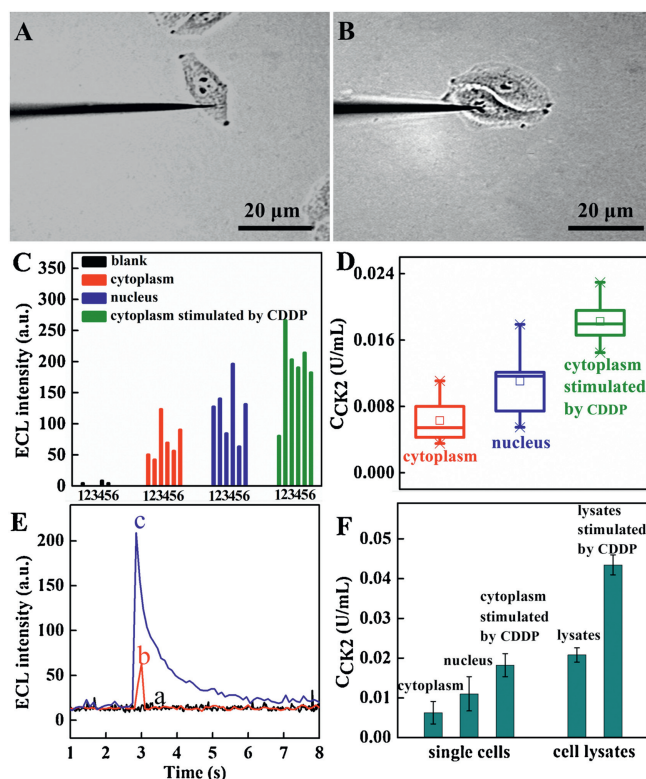 A
B
20 μm
20 μm
C
350
300
250
200
150
100
50
0
ECL intensity (a.u.)
blank
cytoplasm
nucleus
cytoplasm stimulated by CDDP
123456
123456
123456
123456
D
0.024
0.016
0.008
0.000
CCK2 (U/mL)
cytoplasm
nucleus
cytoplasm
stimulated
by CDDP
E
200
150
100
50
0
ECL intensity (a.u.)
c
b
a
1 2 3 4 5 6 7 8
Time (s)
F
0.05
0.04
0.03
0.02
0.01
0.00
CCK2 (U/mL)
cytoplasm
nucleus
cytoplasm
stimulated
by CDDP
lysates
lysates
stimulated
by CDDP
single cells
cell lysates